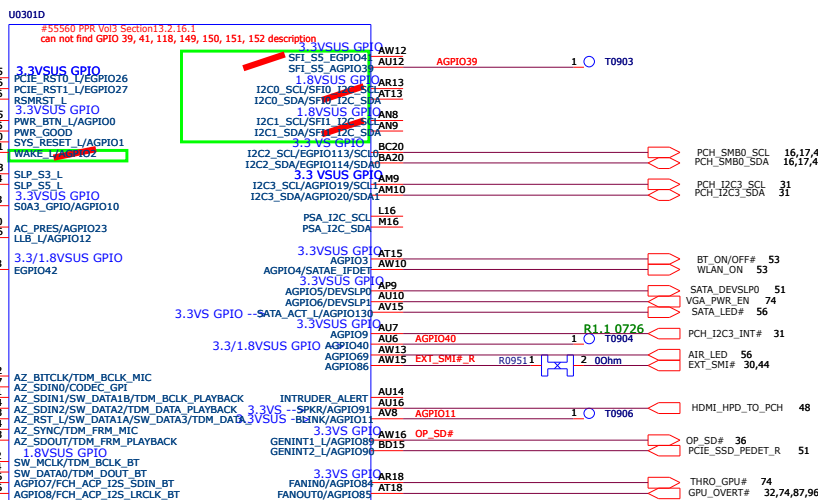 U0301D
#55560 PPR Vol3 Section13.2.16.1
can not find GPIO 39, 41, 118, 149, 150, 151, 152 description
3.3VSUS GPIO
PCIE_RST0_L/EGPIO26
PCIE_RST1_L/EGPIO27
RSMRST_L
3.3VSUS GPIO
PWR_BTN_L/AGPIO0
PWR_GOOD
SYS_RESET_L/AGPIO1
WAKE_L/AGPIO2
SLP_S3_L
SLP_S5_L
3.3VSUS GPIO
S0A3_GPIO/AGPIO10
AC_PRES/AGPIO23
LLB_L/AGPIO12
3.3/1.8VSUS GPIO
EGPIO42
AZ_BITCLK/TDM_BCLK_MIC
AZ_SDIN0/CODEC_GPI
AZ_SDIN1/SW_DATA1B/TDM_BCLK_PLAYBACK
AZ_SDIN2/SW_DATA2/TDM_DATA_PLAYBACK
AZ_RST_L/SW_DATA1A/SW_DATA3/TDM_DATA
AZ_SYNC/TDM_FRM_MIC
AZ_SDOUT/TDM_FRM_PLAYBACK
1.8VSUS GPIO
SW_MCLK/TDM_BCLK_BT
SW_DATA0/TDM_DOUT_BT
AGPIO7/FCH_ACP_I2S_SDIN_BT
AGPIO8/FCH_ACP_I2S_LRCLK_BT
3.3VSUS GPIO
SFI_S5_EGPIO41 AW12
SFI_S5_AGPIO39 AU12 AGPIO39 1 T0903
1.8VSUS GPIO
I2C0_SCL/SFI0_I2C_SCL AR13
I2C0_SDA/SFI0_I2C_SDA AT13
1.8VSUS GPIO
I2C1_SCL/SFI1_I2C_SCL AN8
I2C1_SDA/SFI1_I2C_SDA AN9
3.3 VS GPIO
I2C2_SCL/EGPIO113/SCL0 BC20 PCH_SMB0_SCL 16,17,4
I2C2_SDA/EGPIO114/SDA0 BA20 PCH_SMB0_SDA 16,17,4
3.3 VSUS GPIO
I2C3_SCL/AGPIO19/SCL1 AM9 PCH_I2C3_SCL 31
I2C3_SDA/AGPIO20/SDA1 AM10 PCH_I2C3_SDA 31
PSA_I2C_SCL L16
PSA_I2C_SDA M16
3.3VSUS GPIO
AGPIO3 AT15 BT_ON/OFF# 53
AGPIO4/SATAE_IFDET AW10 WLAN_ON 53
3.3VSUS GPIO
AGPIO5/DEVSLP0 AP9 SATA_DEVSLP0 51
AGPIO6/DEVSLP1 AU10 VGA_PWR_EN 74
3.3VS GPIO -- SATA_ACT_L/AGPIO130 AV15 SATA_LED# 56
3.3VSUS GPIO
AGPIO9 AU7 R1.1 0726 PCH_I2C3_INT# 31
3.3/1.8VSUS GPIO AGPIO40 AU6 AGPIO40 1 T0904
AGPIO69 AW13 AIR_LED 56
AGPIO86 AW15 EXT_SMI#_R R0951 1 2 0Ohm EXT_SMI# 30,44
INTRUDER_ALERT AU14
3.3VS -- SPKR/AGPIO91 AU16 HDMI_HPD_TO_PCH 48
3.3VSUS - BLINK/AGPIO11 AV8 AGPIO11 1 T0906
3.3VS GPIO
GENINT1_L/AGPIO89 AW16 OP_SD# OP_SD# 36
GENINT2_L/AGPIO90 BD15 PCIE_SSD_PEDET_R 51
3.3VS GPIO
FANIN0/AGPIO84 AR18 THRO_GPU# 74
FANOUT0/AGPIO85 AT18 GPU_OVERT# 32,74,87,96